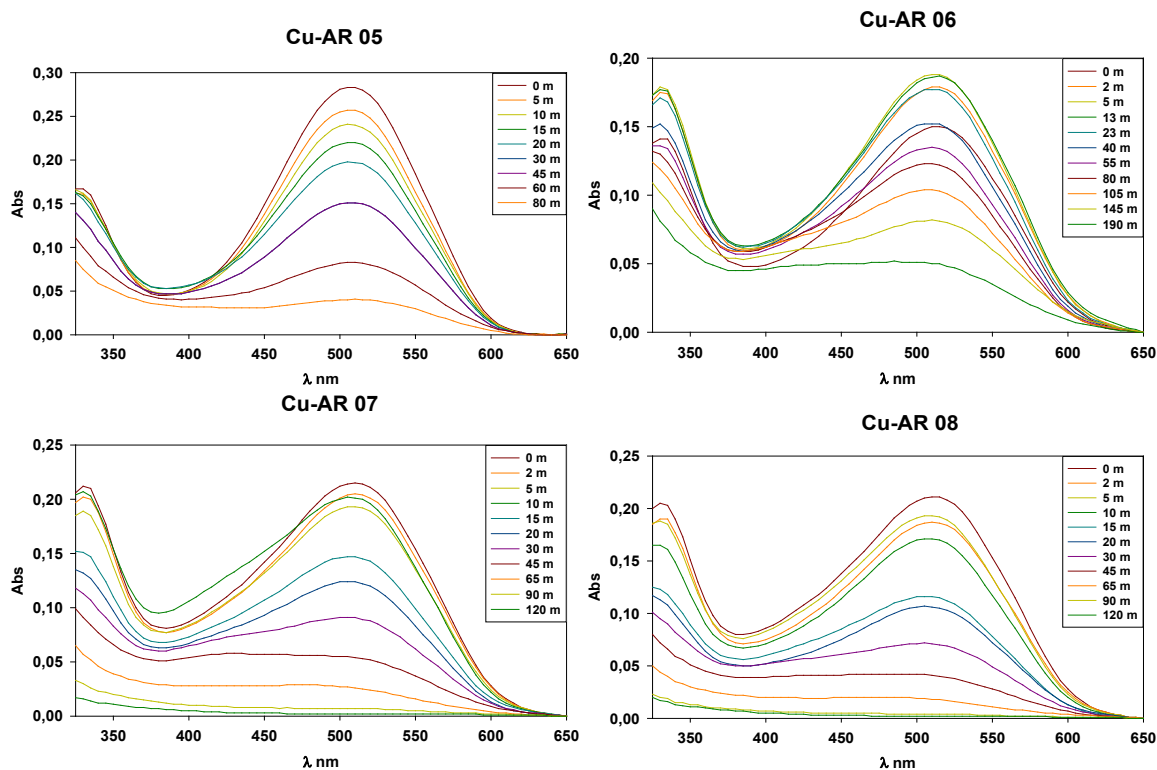 Cu-AR 05
0,30
0,25
0,20
0,15
0,10
0,05
0,00
Abs
350
400
450
500
550
600
650
λ nm
0 m
5 m
10 m
15 m
20 m
30 m
45 m
60 m
80 m
Cu-AR 06
0,20
0,15
0,10
0,05
0,00
Abs
350
400
450
500
550
600
650
λ nm
0 m
2 m
5 m
13 m
23 m
40 m
55 m
80 m
105 m
145 m
190 m
Cu-AR 07
0,25
0,20
0,15
0,10
0,05
0,00
Abs
350
400
450
500
550
600
650
λ nm
0 m
2 m
5 m
10 m
15 m
20 m
30 m
45 m
65 m
90 m
120 m
Cu-AR 08
0,25
0,20
0,15
0,10
0,05
0,00
Abs
350
400
450
500
550
600
650
λ nm
0 m
2 m
5 m
10 m
15 m
20 m
30 m
45 m
65 m
90 m
120 m